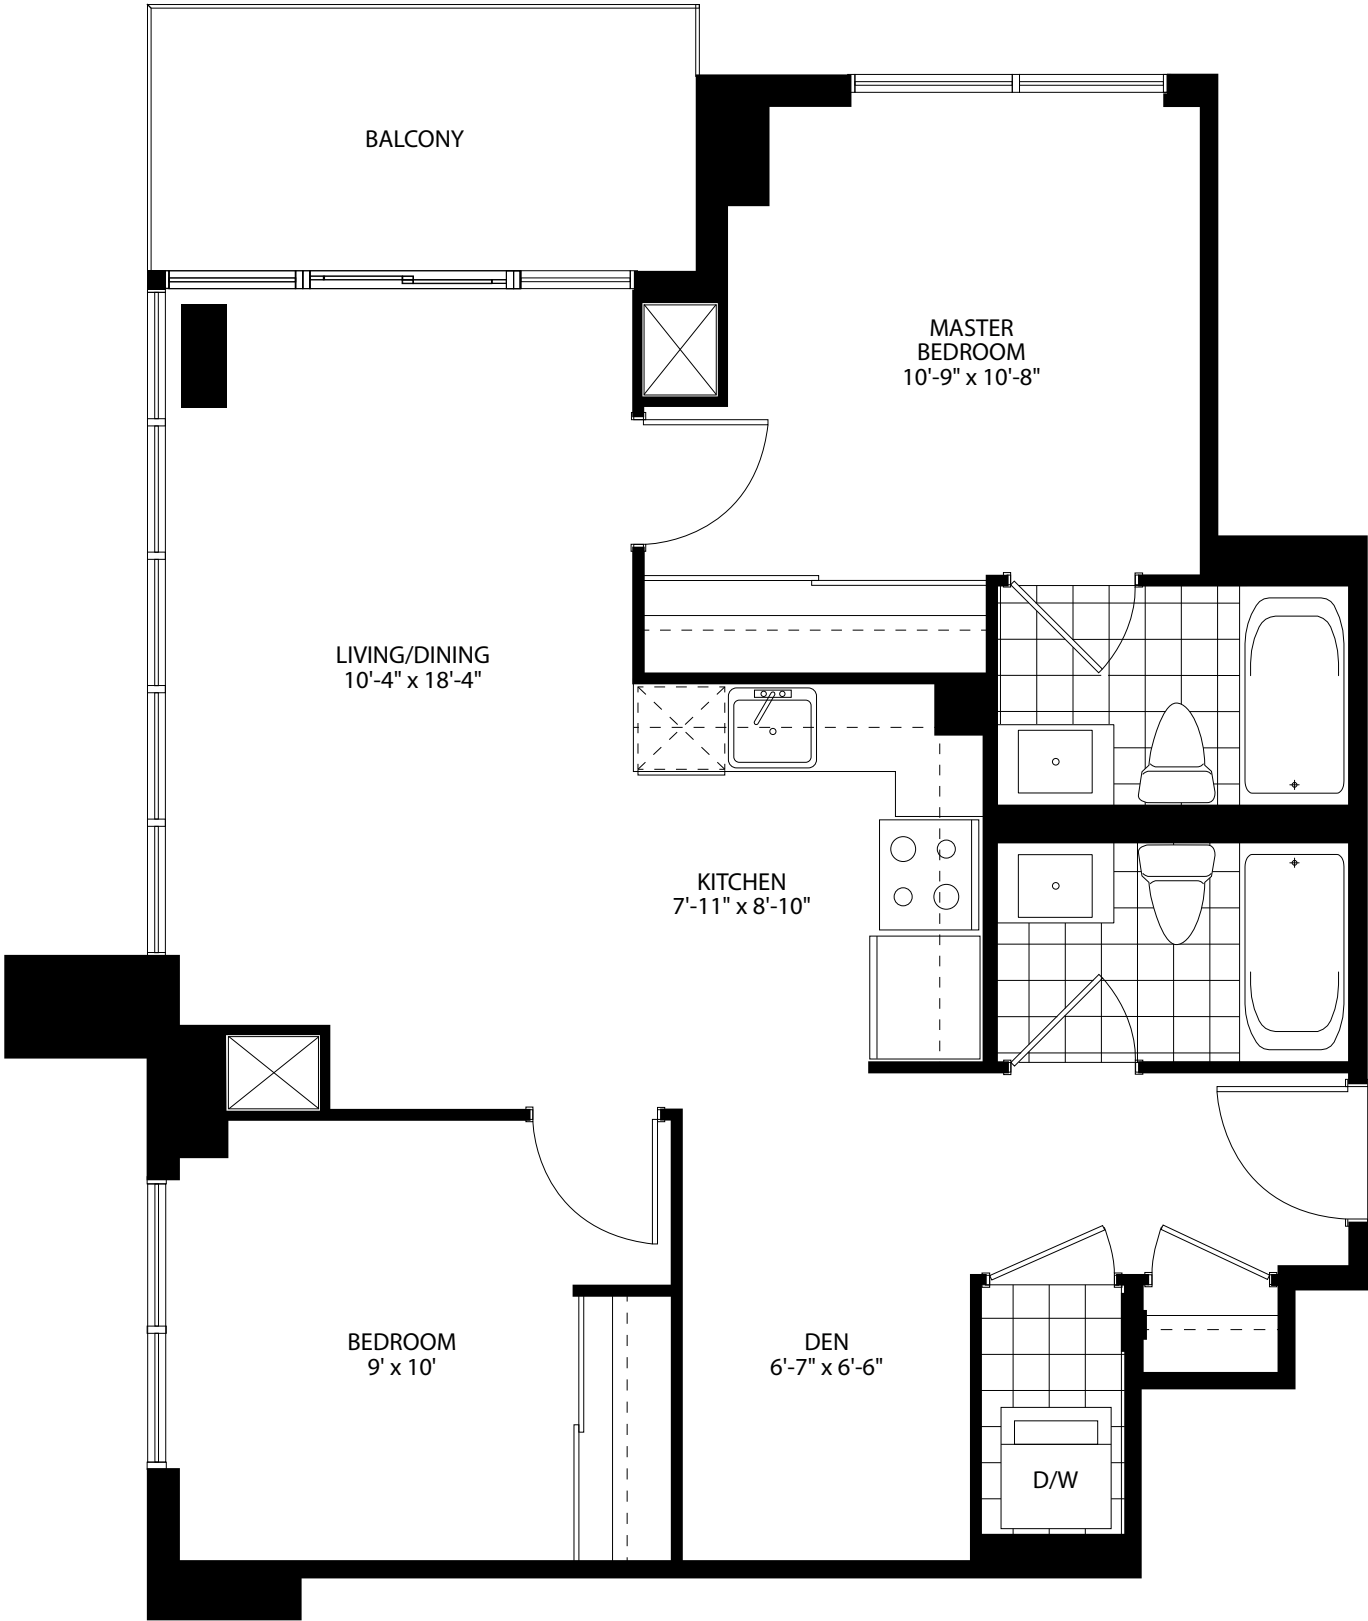 BALCONY
MASTER
BEDROOM
10'-9" x 10'-8"
LIVING/DINING
10'-4" x 18'-4"
KITCHEN
7'-11" x 8'-10"
BEDROOM
9' x 10'
DEN
6'-7" x 6'-6"
D/W